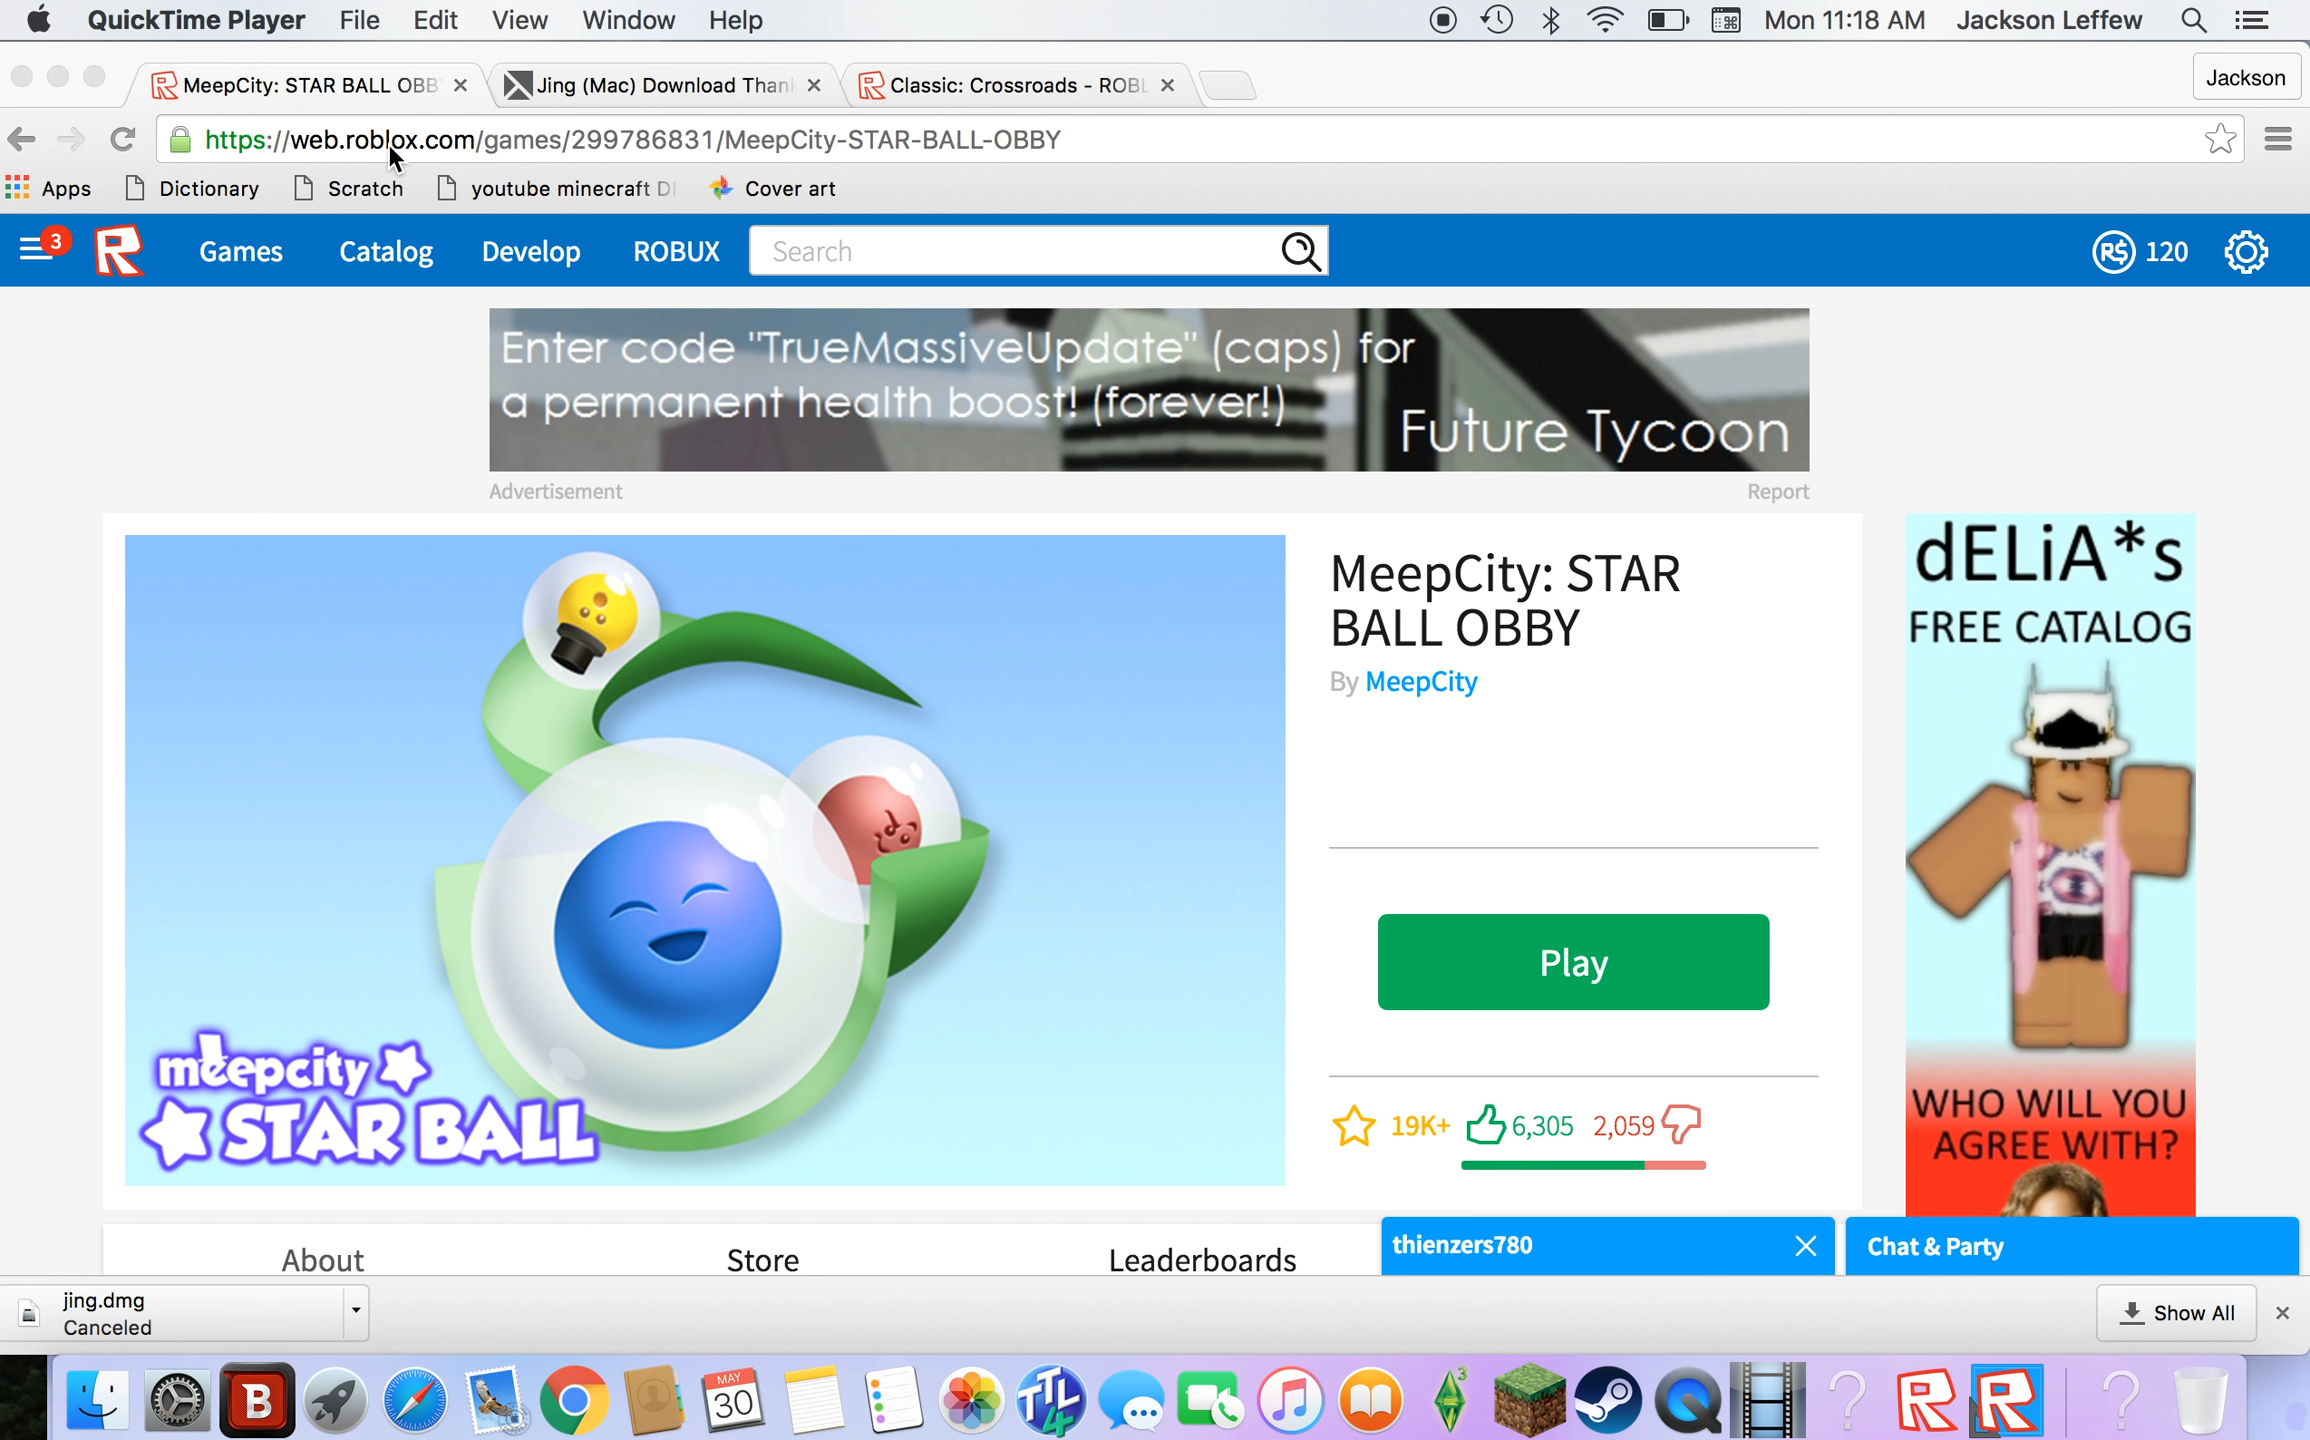 QuickTime Player File Edit View Window Help Mon 11:18 AM Jackson Leffew
MeepCity: STAR BALL OBB Jing (Mac) Download Than Classic: Crossroads - ROBL Jackson
https://web.roblox.com/games/299786831/MeepCity-STAR-BALL-OBBY
Apps Dictionary Scratch youtube minecraft DI Cover art
3 Games Catalog Develop ROBUX Search R$ 120
Enter code "TrueMassiveUpdate" (caps) for
a permanent health boost! (forever!)
Future Tycoon
Advertisement Report
MeepCity: STAR
BALL OBBY
By MeepCity
Play
19K+ 6,305 2,059
meepcity
STAR BALL
dELiA*s
FREE CATALOG
WHO WILL YOU
AGREE WITH?
About Store Leaderboards
thienzers780
Chat & Party
jing.dmg
Canceled
Show All
B
MAY
30
TTL
4
3